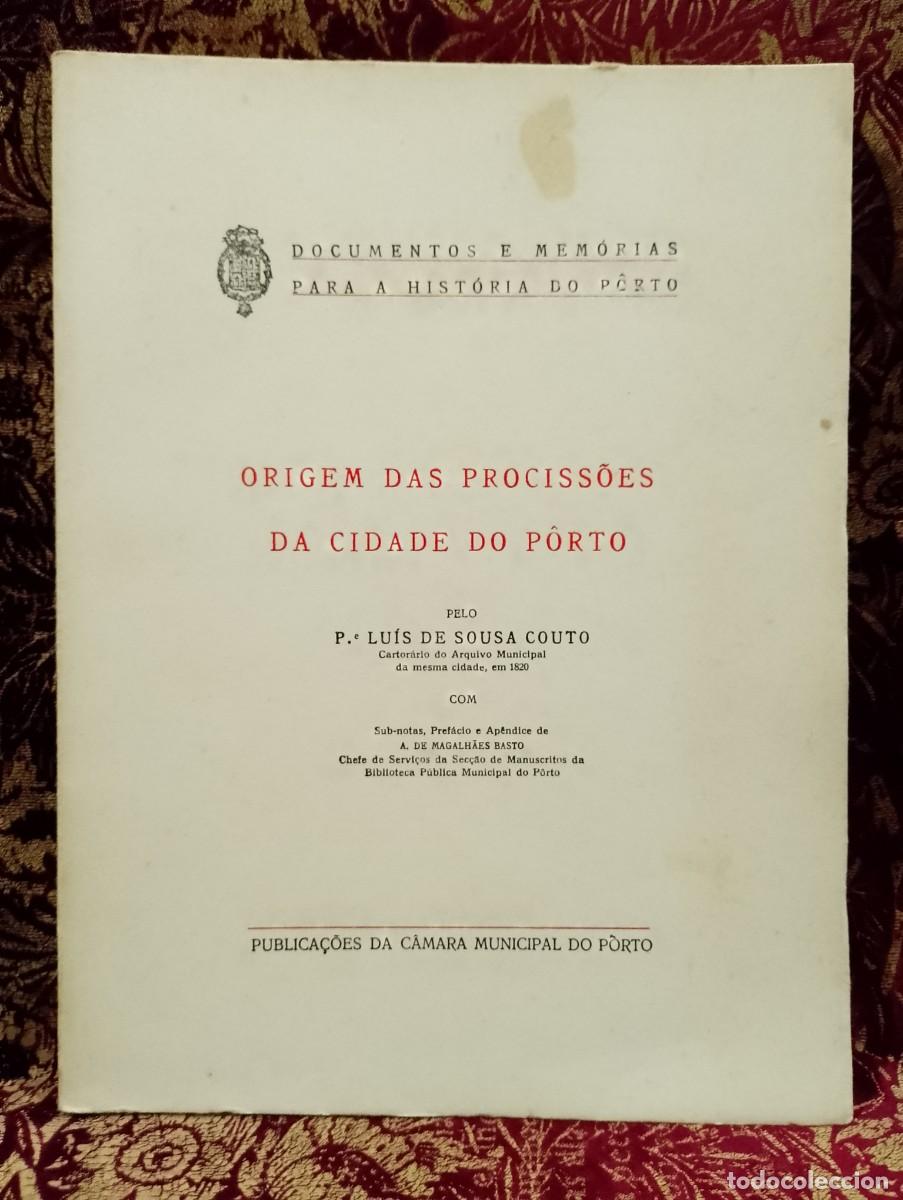 DOCUMENTOS E MEMÓRIAS
PARA A HISTÓRIA DO PÔRTO
ORIGEM DAS PROCISSÕES
DA CIDADE DO PÔRTO
PELO
P.e LUÍS DE SOUSA COUTO
Cartorário do Arquivo Municipal
da mesma cidade, em 1820
COM
Sub-notas, Prefácio e Apêndice de
A. DE MAGALHÃES BASTO
Chefe de Serviços da Secção de Manuscritos da
Biblioteca Pública Municipal do Pôrto
PUBLICAÇÕES DA CÂMARA MUNICIPAL DO PÔRTO
todocoleccion